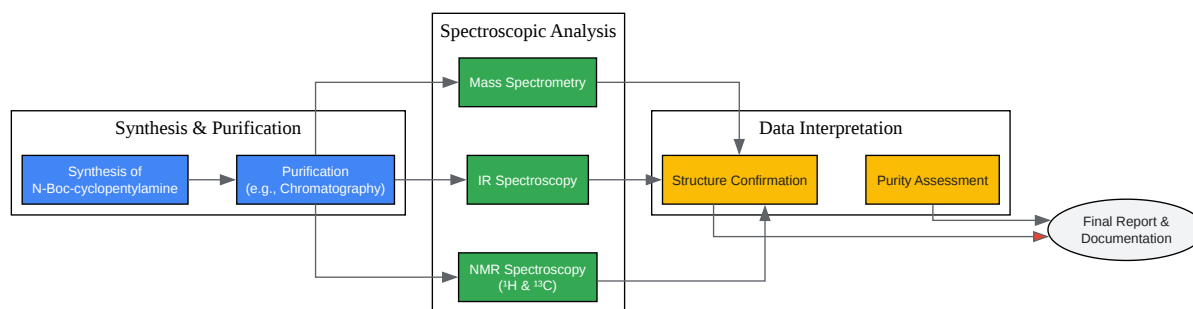 Spectroscopic Analysis
Mass Spectrometry
Synthesis & Purification
Data Interpretation
Synthesis of
N-Boc-cyclopentylamine
Purification
(e.g., Chromatography)
IR Spectroscopy
Structure Confirmation
Purity Assessment
Final Report &
Documentation
NMR Spectroscopy
(¹H & ¹³C)